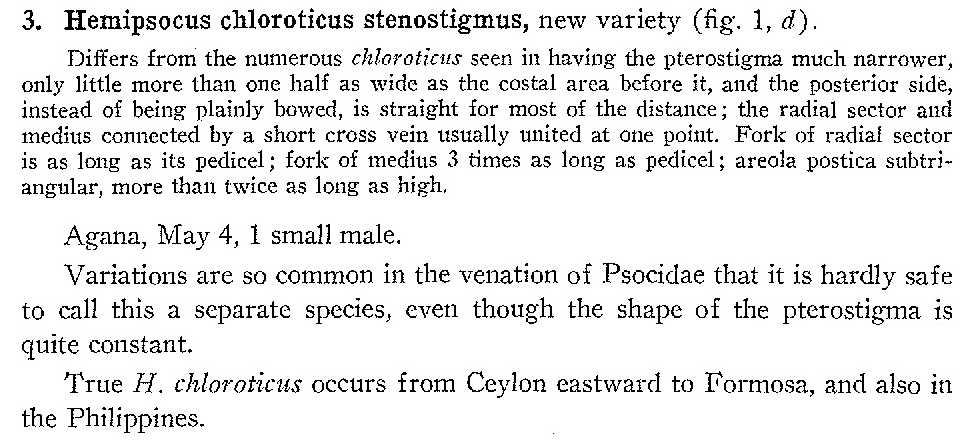 3. Hemipsocus chloroticus stenostigmus, new variety (fig. 1, d).
Differs from the numerous chloroticus seen in having the pterostigma much narrower,
only little more than one half as wide as the costal area before it, and the posterior side,
instead of being plainly bowed, is straight for most of the distance; the radial sector and
medius connected by a short cross vein usually united at one point. Fork of radial sector
is as long as its pedicel; fork of medius 3 times as long as pedicel; areola postica subtri-
angular, more than twice as long as high.
Agana, May 4, 1 small male.
Variations are so common in the venation of Psocidae that it is hardly safe
to call this a separate species, even though the shape of the pterostigma is
quite constant.
True H. chloroticus occurs from Ceylon eastward to Formosa, and also in
the Philippines.